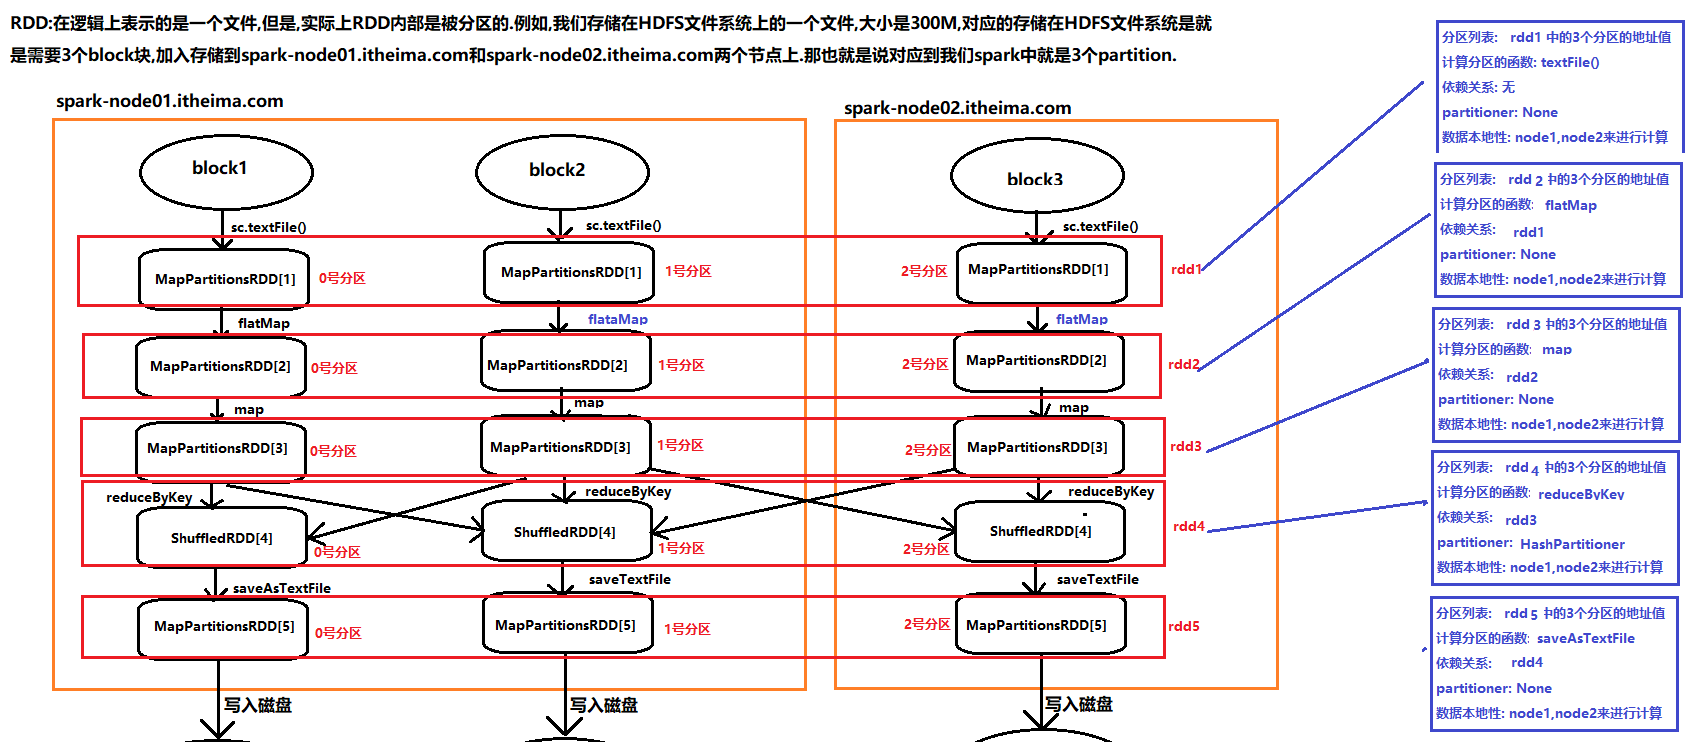 RDD:在逻辑上表示的是一个文件,但是,实际上RDD内部是被分区的.例如,我们存储在HDFS文件系统上的一个文件,大小是300M,对应的存储在HDFS文件系统是就
是需要3个block块,加入存储到spark-node01.itheima.com和spark-node02.itheima.com两个节点上.那也就是说对应到我们spark中就是3个partition.
spark-node01.itheima.com
spark-node02.itheima.com
block1
block2
block3
sc.textFile()
sc.textFile()
sc.textFile()
MapPartitionsRDD[1]
0号分区
MapPartitionsRDD[1]
1号分区
2号分区
MapPartitionsRDD[1]
rdd1
flatMap
flataMap
flatMap
MapPartitionsRDD[2]
0号分区
MapPartitionsRDD[2]
1号分区
2号分区
MapPartitionsRDD[2]
rdd2
map
map
map
MapPartitionsRDD[3]
0号分区
MapPartitionsRDD[3]
1号分区
2号分区
MapPartitionsRDD[3]
rdd3
reduceByKey
reduceByKey
reduceByKey
ShuffledRDD[4]
0号分区
ShuffledRDD[4]
1号分区
2号分区
ShuffledRDD[4]
rdd4
saveAsTextFile
saveTextFile
saveTextFile
MapPartitionsRDD[5]
0号分区
MapPartitionsRDD[5]
1号分区
2号分区
MapPartitionsRDD[5]
rdd5
写入磁盘
写入磁盘
写入磁盘
分区列表: rdd1 中的3个分区的地址值
计算分区的函数: textFile()
依赖关系: 无
partitioner: None
数据本地性: node1,node2来进行计算
分区列表: rdd 2 中的3个分区的地址值
计算分区的函数: flatMap
依赖关系: rdd1
partitioner: None
数据本地性: node1,node2来进行计算
分区列表: rdd 3 中的3个分区的地址值
计算分区的函数: map
依赖关系: rdd2
partitioner: None
数据本地性: node1,node2来进行计算
分区列表: rdd 4 中的3个分区的地址值
计算分区的函数: reduceByKey
依赖关系: rdd3
partitioner: HashPartitioner
数据本地性: node1,node2来进行计算
分区列表: rdd 5 中的3个分区的地址值
计算分区的函数: saveAsTextFile
依赖关系: rdd4
partitioner: None
数据本地性: node1,node2来进行计算